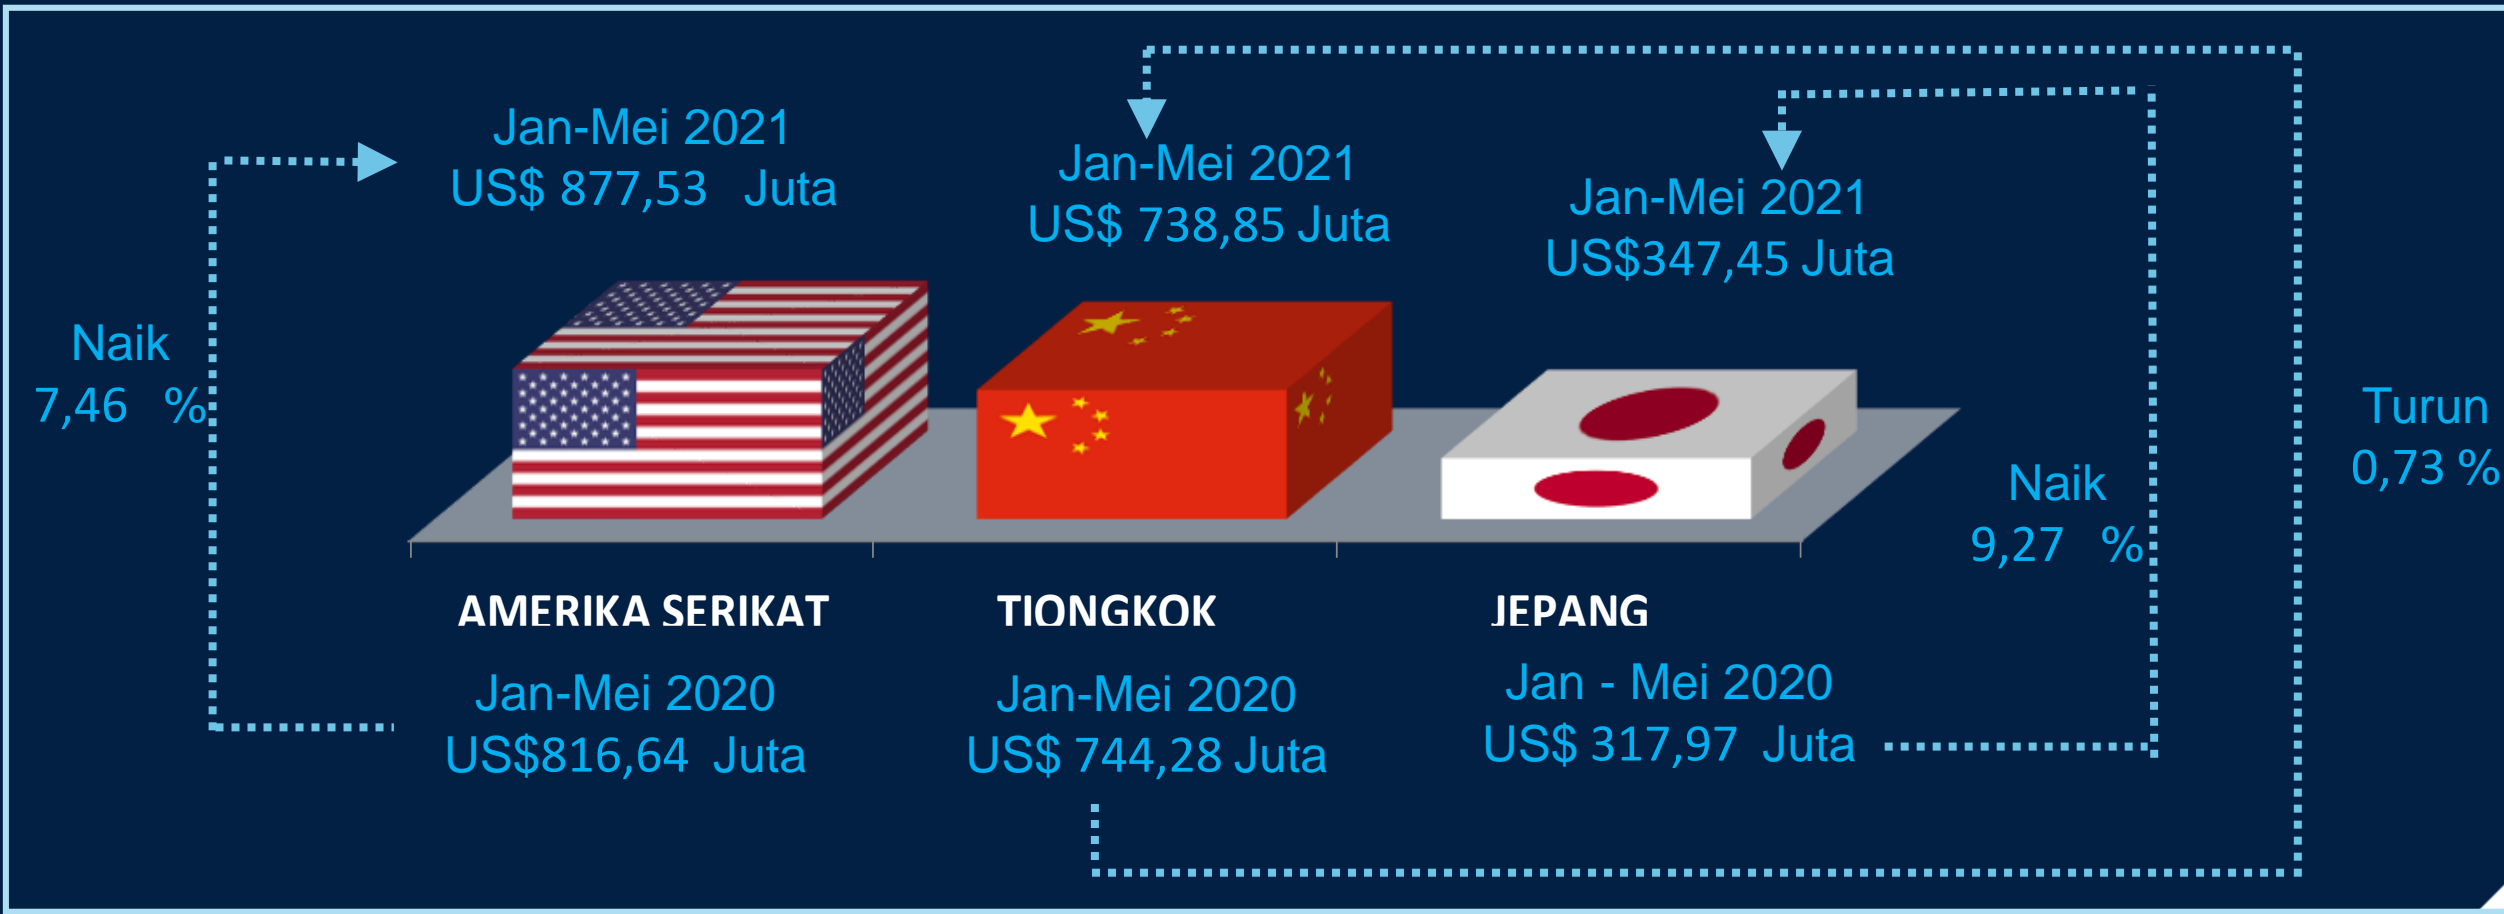 Jan-Mei 2021
US$ 877,53 Juta
Jan-Mei 2021
US$ 738,85 Juta
Jan-Mei 2021
US$347,45 Juta
Naik
7,46 %
Turun
0,73 %
Naik
9,27 %
AMERIKA SERIKAT
TIONGKOK
JEPANG
Jan-Mei 2020
US$816,64 Juta
Jan-Mei 2020
US$ 744,28 Juta
Jan - Mei 2020
US$ 317,97 Juta